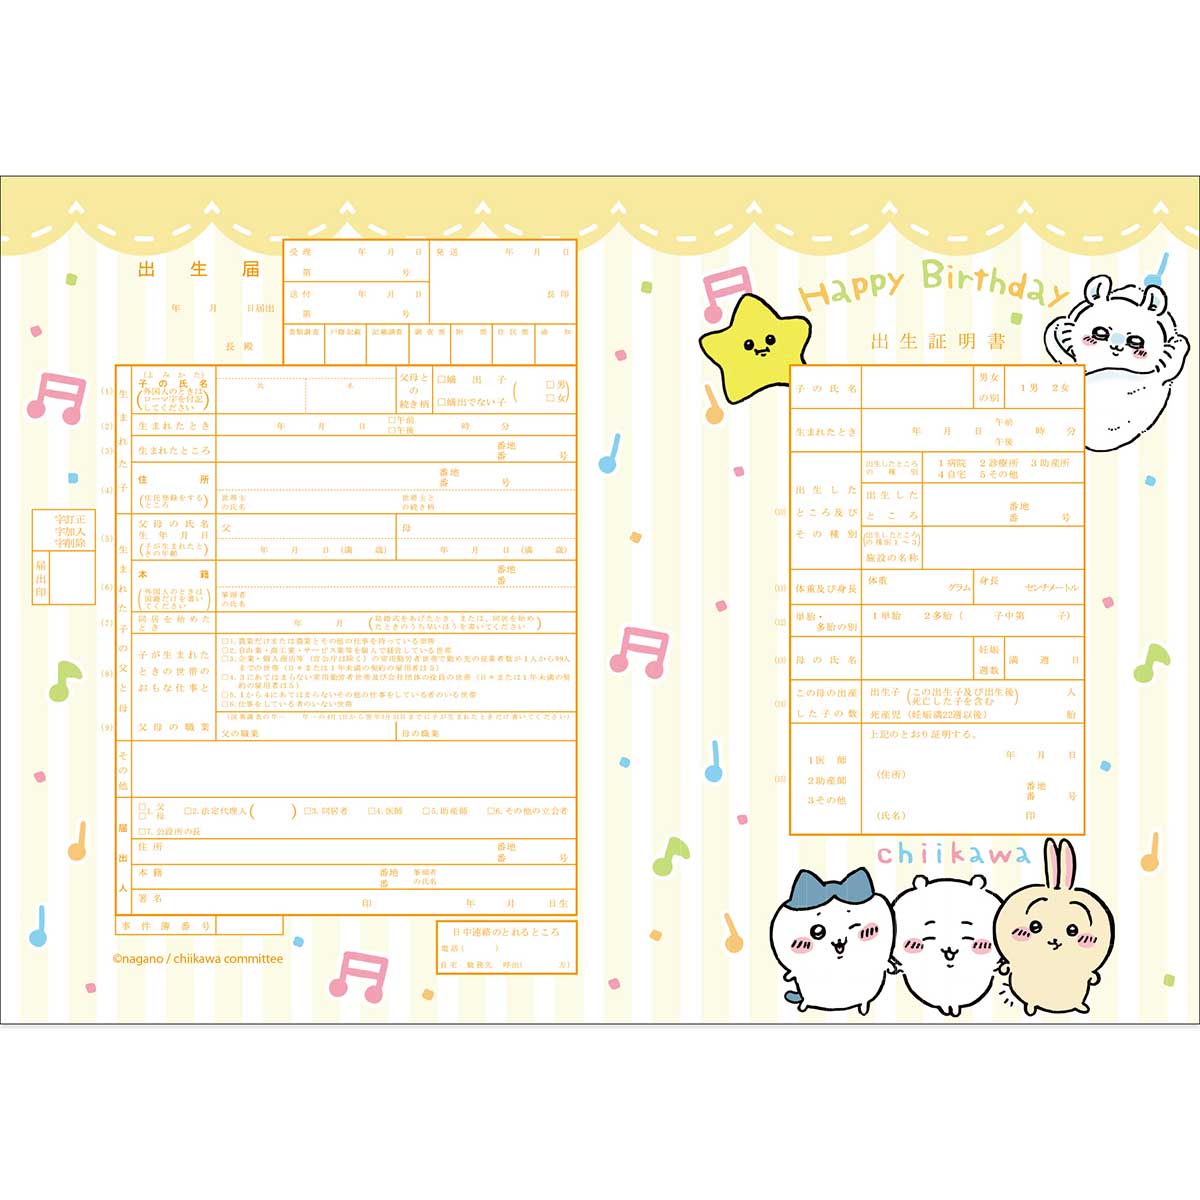 出生届
年 月 日届出
長 殿
受理 年 月 日
第 号
送付 年 月 日
第 号
発送 年 月 日
長 印
書類調査 戸籍記載 記載調査 調査票 附票 住民票 通知
(1)
生まれた子
(よみかた)
子の氏名
(外国人のときは
ローマ字を付記
してください)
氏 名
父母と
の
続き柄
□嫡出子
□嫡出でない子
( □男
□女)
(2)
生まれたとき
年 月 日 □午前
□午後 時 分
(3)
生まれたところ
番地
番 号
(4)
住所
(住民登録をする
ところ)
番地
番 号
世帯主
の氏名
世帯主と
の続き柄
(5)
生まれた子の父と母
父母の氏名
生年月日
(子が生まれたと
きの年齢)
父
母
年 月 日(満 歳)
年 月 日(満 歳)
(6)
本籍
(外国人のときは
国籍だけを書い
てください)
番地
番
筆頭者
の氏名
(7)
同居を始めた
とき
年 月
(結婚式をあげたとき、または、同居を始め
たときのうち早いほうを書いてください)
(8)
子が生まれた
ときの世帯の
おもな仕事と
□1.農業だけまたは農業とその他の仕事を持っている世帯
□2.自由業・商工業・サービス業等を個人で経営している世帯
□3.企業・個人商店等(官公庁は除く)の常用勤労者世帯で勤め先の従業者数が1人から99人
までの世帯(日々または1年未満の契約の雇用者は5)
□4.3にあてはまらない常用勤労者世帯及び会社団体の役員の世帯(日々または1年未満の契
約の雇用者は5)
□5.1から4にあてはまらないその他の仕事をしている者のいる世帯
□6.仕事をしている者のいない世帯
(9)
父母の職業
(国勢調査の年… 年…の4月1日から翌年3月31日までに子が生まれたときだけ書いてください)
父の職業
母の職業
その他
届出人
□1.父
□ 母
□2.法定代理人( )
□3.同居者
□4.医師
□5.助産師
□6.その他の立会者
□7.公設所の長
住所
番地
番 号
本籍
番地
番
筆頭者
の氏名
署名
印
年 月 日生
事件簿番号
日中連絡のとれるところ
電話( )
自宅 勤務先 呼出( 方)
字訂正
字加入
字削除
届出印
©nagano / chiikawa committee
Happy Birthday
出生証明書
子の氏名
男女
の別
1男 2女
生まれたとき
年 月 日 午前
午後 時 分
(10)
出生した
ところ及び
その種別
出生したところ
の種別
1病院 2診療所 3助産所
4自宅 5その他
出生した
ところ
番地
番 号
(出生したところ
の種別1~3)
施設の名称
(11)
体重及び身長
体重
グラム
身長
センチメートル
(12)
単胎・
多胎の別
1単胎 2多胎( 子中第 子)
(13)
母の氏名
妊娠
週数
満 週 日
(14)
この母の出産
した子の数
出生子(この出生子及び出生後
死亡した子を含む) 人
死産児(妊娠満22週以後) 胎
(15)
1医師
2助産師
3その他
上記のとおり証明する。
年 月 日
(住所)
番地
番 号
(氏名) 印
chiikawa